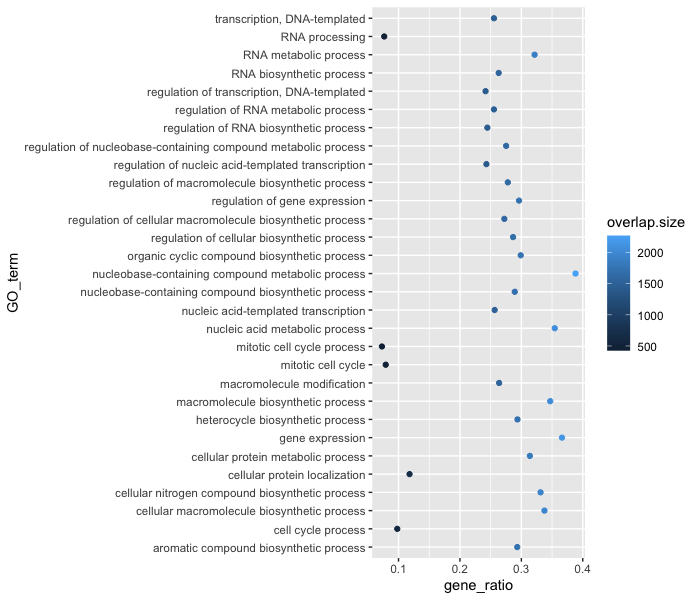 transcription, DNA-templated
RNA processing
RNA metabolic process
RNA biosynthetic process
regulation of transcription, DNA-templated
regulation of RNA metabolic process
regulation of RNA biosynthetic process
regulation of nucleobase-containing compound metabolic process
regulation of nucleic acid-templated transcription
regulation of macromolecule biosynthetic process
regulation of gene expression
regulation of cellular macromolecule biosynthetic process
regulation of cellular biosynthetic process
organic cyclic compound biosynthetic process
nucleobase-containing compound metabolic process
nucleobase-containing compound biosynthetic process
nucleic acid-templated transcription
nucleic acid metabolic process
mitotic cell cycle process
mitotic cell cycle
macromolecule modification
macromolecule biosynthetic process
heterocycle biosynthetic process
gene expression
cellular protein metabolic process
cellular protein localization
cellular nitrogen compound biosynthetic process
cellular macromolecule biosynthetic process
cell cycle process
aromatic compound biosynthetic process
GO_term
0.1 0.2 0.3 0.4
gene_ratio
overlap.size
2000
1500
1000
500